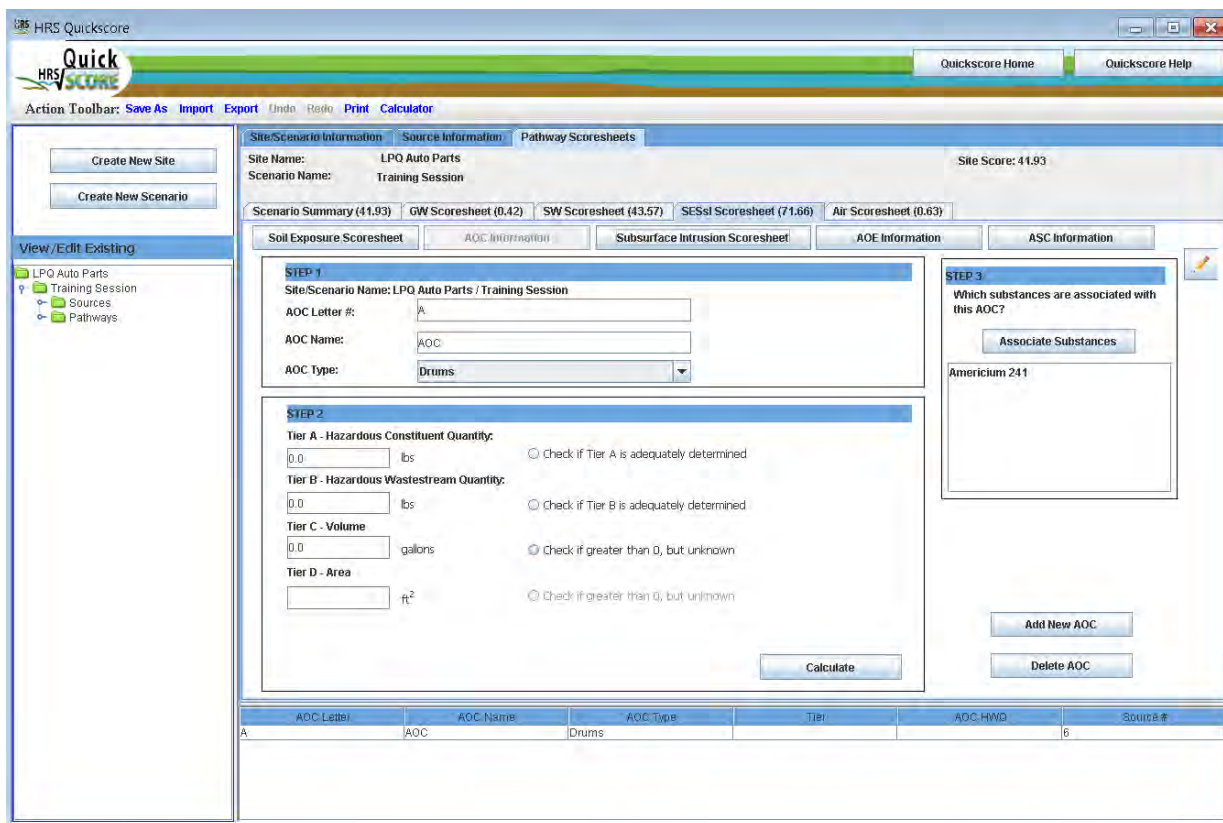 HRS Quickscore
Quick
HRS SCORE
Quickscore Home
Quickscore Help
Action Toolbar: Save As Import Export Undo Redo Print Calculator
Create New Site
Create New Scenario
View/Edit Existing
LPQ Auto Parts
Training Session
Sources
Pathways
Site/Scenario Information Source Information Pathway Scoresheets
Site Name: LPQ Auto Parts
Site Score: 41.93
Scenario Name: Training Session
Scenario Summary (41.93) GW Scoresheet (0.42) SW Scoresheet (43.57) SESsI Scoresheet (71.66) Air Scoresheet (0.63)
Soil Exposure Scoresheet AOC Information Subsurface Intrusion Scoresheet AOE Information ASC Information
STEP 1
Site/Scenario Name: LPQ Auto Parts / Training Session
AOC Letter #: A
AOC Name: AOC
AOC Type: Drums
STEP 2
Tier A - Hazardous Constituent Quantity:
0.0 lbs Check if Tier A is adequately determined
Tier B - Hazardous Wastestream Quantity:
0.0 lbs Check if Tier B is adequately determined
Tier C - Volume
0.0 gallons Check if greater than 0, but unknown
Tier D - Area
ft² Check if greater than 0, but unknown
Calculate
STEP 3
Which substances are associated with
this AOC?
Associate Substances
Americium 241
Add New AOC
Delete AOC
AOC Letter AOC Name AOC Type Tier AOC HWQ Source #
A AOC Drums 6